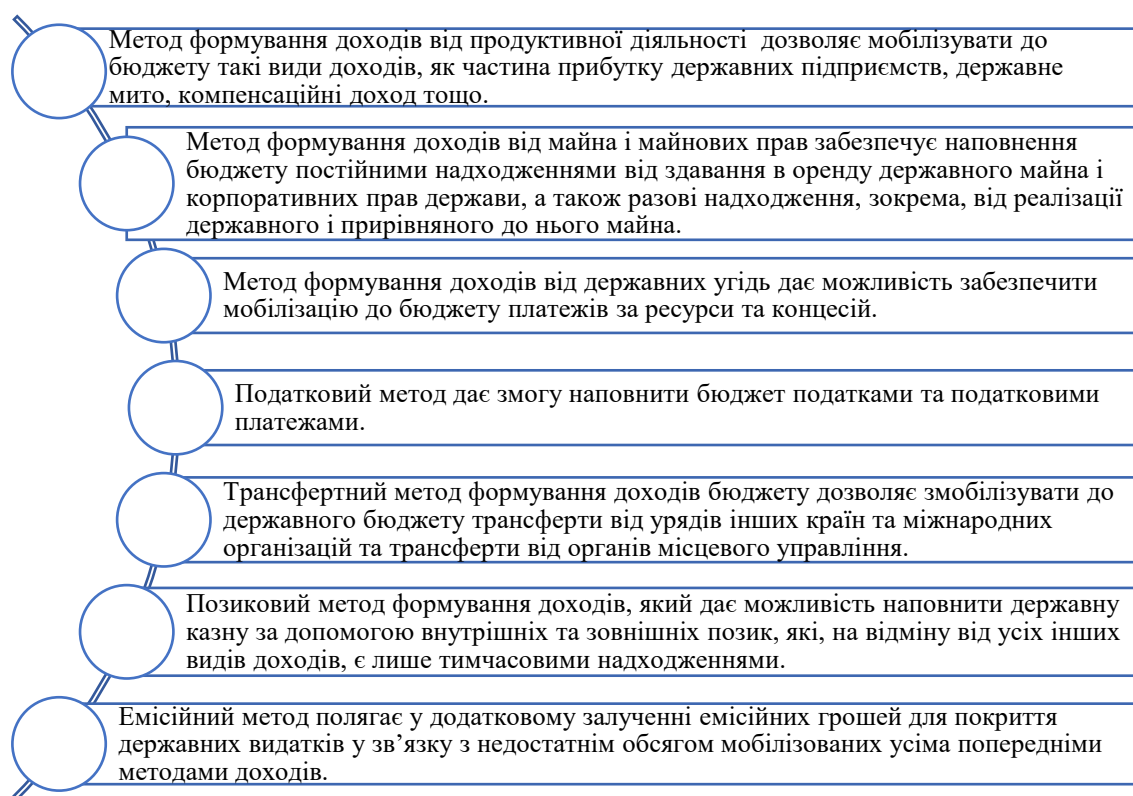 Метод формування доходів від продуктивної діяльності  дозволяє мобілізувати до
бюджету такі види доходів, як частина прибутку державних підприємств, державне
мито, компенсаційні доход тощо.
Метод формування доходів від майна і майнових прав забезпечує наповнення
бюджету постійними надходженнями від здавання в оренду державного майна і
корпоративних прав держави, а також разові надходження, зокрема, від реалізації
державного і прирівняного до нього майна.
Метод формування доходів від державних угідь дає можливість забезпечити
мобілізацію до бюджету платежів за ресурси та концесій.
Податковий метод дає змогу наповнити бюджет податками та податковими
платежами.
Трансфертний метод формування доходів бюджету дозволяє змобілізувати до
державного бюджету трансферти від урядів інших країн та міжнародних
організацій та трансферти від органів місцевого управління.
Позиковий метод формування доходів, який дає можливість наповнити державну
казну за допомогою внутрішніх та зовнішніх позик, які, на відміну від усіх інших
видів доходів, є лише тимчасовими надходженнями.
Емісійний метод полягає у додатковому залученні емісійних грошей для покриття
державних видатків у зв’язку з недостатнім обсягом мобілізованих усіма попередніми
методами доходів.